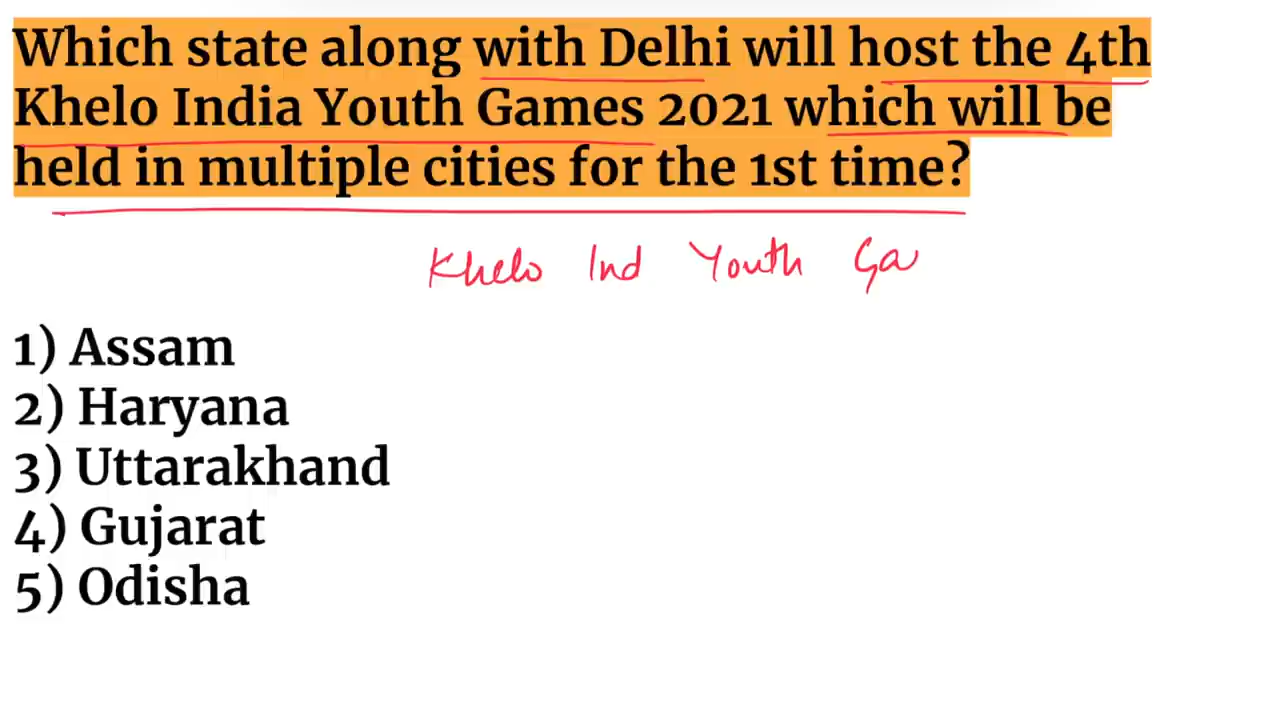 Which state along with Delhi will host the 4th
Khelo India Youth Games 2021 which will be
held in multiple cities for the 1st time?
Khelo Ind Youth Ga
1) Assam
2) Haryana
3) Uttarakhand
4) Gujarat
5) Odisha